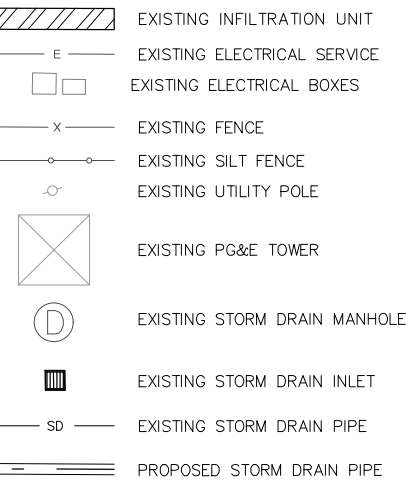 EXISTING INFILTRATION UNIT
E EXISTING ELECTRICAL SERVICE
EXISTING ELECTRICAL BOXES
X EXISTING FENCE
EXISTING SILT FENCE
EXISTING UTILITY POLE
EXISTING PG&E TOWER
D EXISTING STORM DRAIN MANHOLE
EXISTING STORM DRAIN INLET
SD EXISTING STORM DRAIN PIPE
PROPOSED STORM DRAIN PIPE